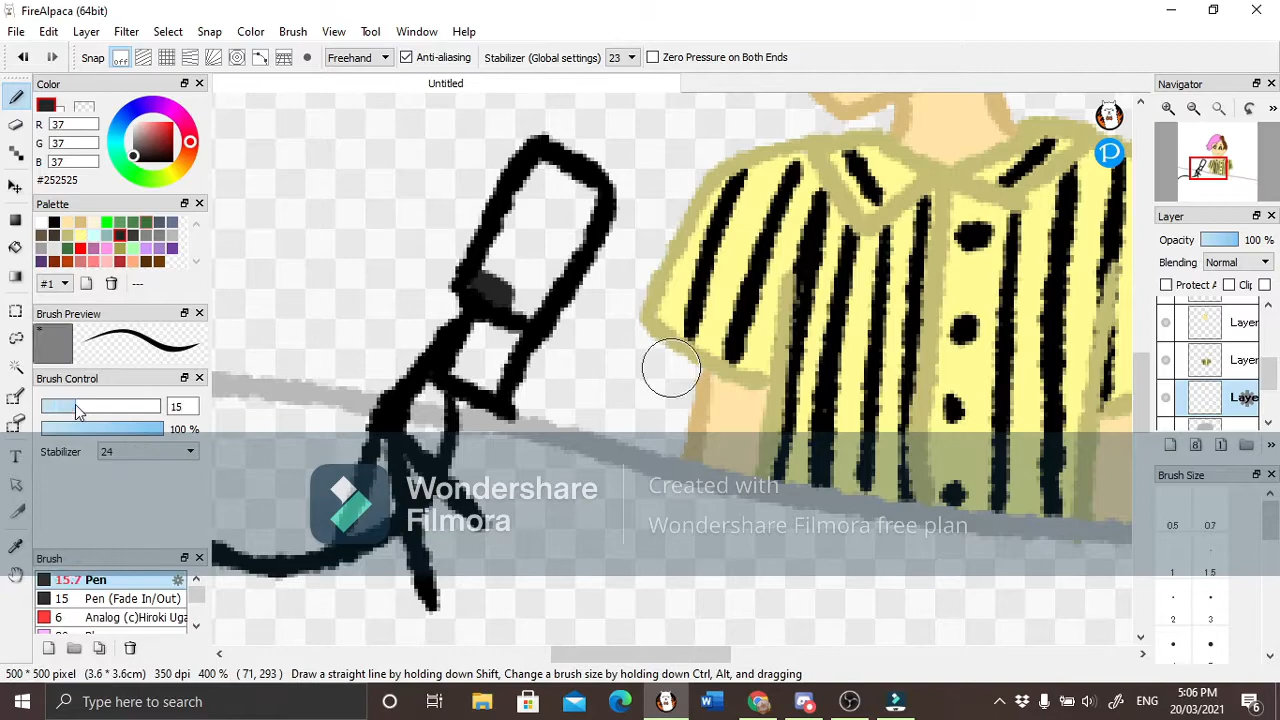 FireAlpaca (64bit)
File Edit Layer Filter Select Snap Color Brush View Tool Window Help
Snap off Freehand Anti-aliasing Stabilizer (Global settings) 23 Zero Pressure on Both Ends
Color
Untitled
Navigator
R 37
G 37
B 37
#252525
Palette
#1 ---
Layer
Opacity 100 %
Blending Normal
Protect A Clip
Layer
Layer
Laye
8 1
Brush Preview
Brush Control
15
100 %
Stabilizer 24
Wondershare
Filmora
Created with
Wondershare Filmora free plan
Brush Size
0.5 0.7
1 1.5
2 3
Brush
15.7 Pen
15 Pen (Fade In/Out)
6 Analog (c)Hiroki Uga
500 * 500 pixel (3.6 * 3.6cm) 350 dpi 400 % (71, 293) Draw a straight line by holding down Shift, Change a brush size by holding down Ctrl, Alt, and dragging
Type here to search
ENG
5:06 PM
20/03/2021
6